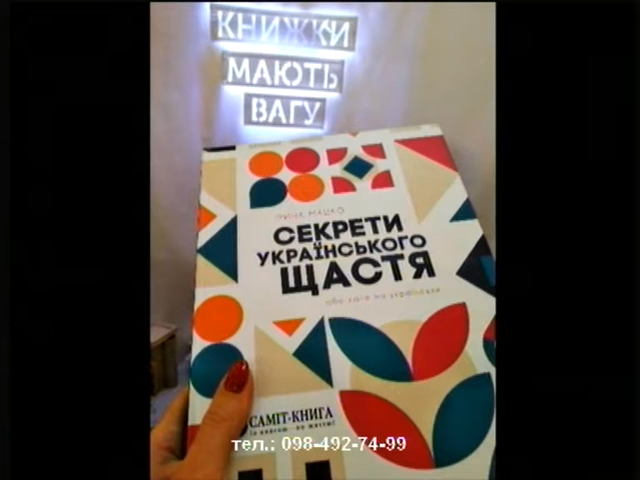 КНИЖКИ
МАЮТЬ
ВАГУ
СЕКРЕТИ
УКРАЇНСЬКОГО
ЩАСТЯ
САМІТ-КНИГА
тел.: 098-492-74-99